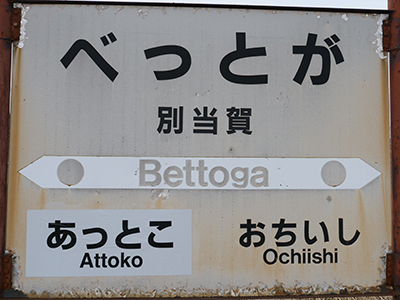 べっとが
別当賀
Bettoga
あっとこ
Attoko
おちいし
Ochiishi